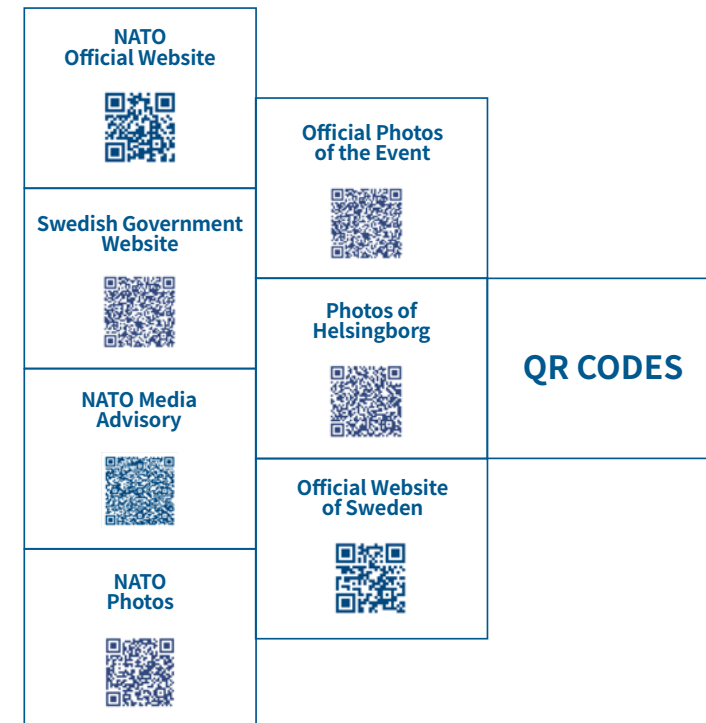 NATO
Official Website
Swedish Government
Website
NATO Media
Advisory
NATO
Photos
Official Photos
of the Event
Photos of
Helsingborg
Official Website
of Sweden
QR CODES